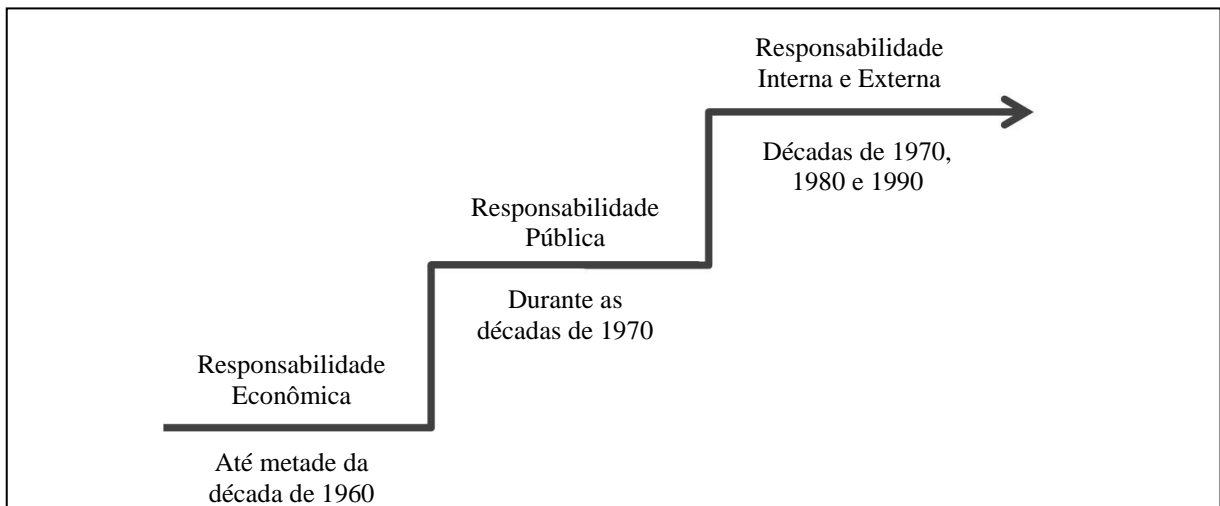 Responsabilidade
Interna e Externa
Décadas de 1970,
1980 e 1990
Responsabilidade
Pública
Durante as
décadas de 1970
Responsabilidade
Econômica
Até metade da
década de 1960